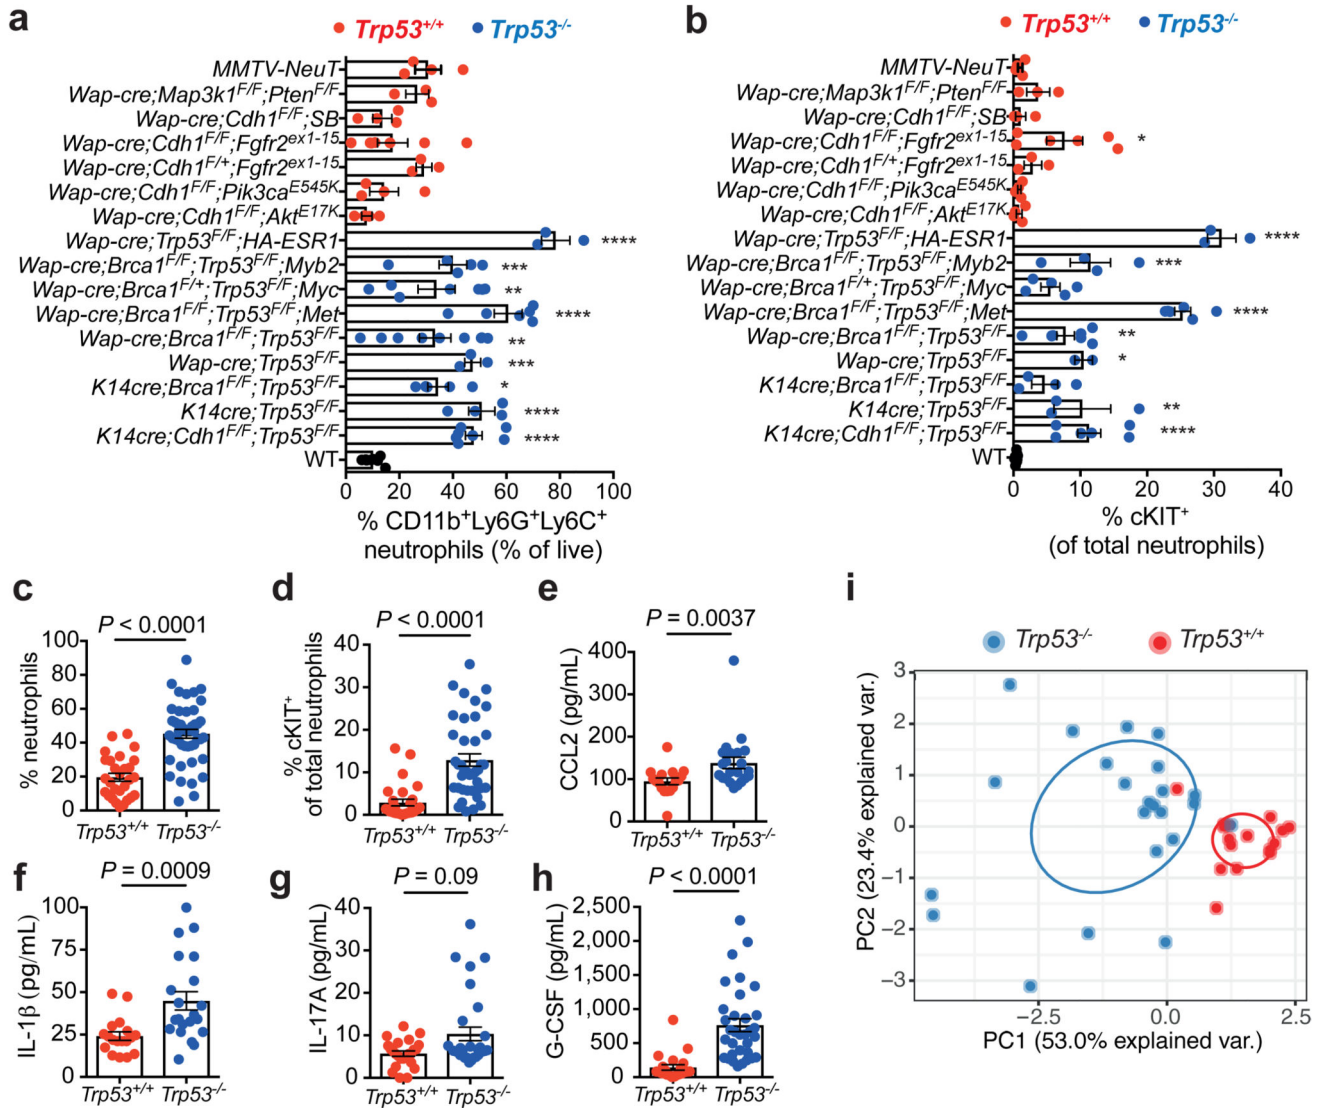 a
Trp53+/+ Trp53-/-
MMTV-NeuT
Wap-cre;Map3k1F/F;PtenF/F
Wap-cre;Cdh1F/F;SB
Wap-cre;Cdh1F/F;Fgfr2ex1-15
Wap-cre;Cdh1F/+;Fgfr2ex1-15
Wap-cre;Cdh1F/F;Pik3caE545K
Wap-cre;Cdh1F/F;AktE17K
Wap-cre;Trp53F/F;HA-ESR1 ****
Wap-cre;Brca1F/F;Trp53F/F;Myb2 ***
Wap-cre;Brca1F/+;Trp53F/F;Myc **
Wap-cre;Brca1F/F;Trp53F/F;Met ****
Wap-cre;Brca1F/F;Trp53F/F **
Wap-cre;Trp53F/F ***
K14cre;Brca1F/F;Trp53F/F *
K14cre;Trp53F/F ****
K14cre;Cdh1F/F;Trp53F/F ****
WT
0 20 40 60 80 100
% CD11b+Ly6G+Ly6C+
neutrophils (% of live)
b
Trp53+/+ Trp53-/-
MMTV-NeuT
Wap-cre;Map3k1F/F;PtenF/F
Wap-cre;Cdh1F/F;SB
Wap-cre;Cdh1F/F;Fgfr2ex1-15 *
Wap-cre;Cdh1F/+;Fgfr2ex1-15
Wap-cre;Cdh1F/F;Pik3caE545K
Wap-cre;Cdh1F/F;AktE17K
Wap-cre;Trp53F/F;HA-ESR1 ****
Wap-cre;Brca1F/F;Trp53F/F;Myb2 ***
Wap-cre;Brca1F/+;Trp53F/F;Myc
Wap-cre;Brca1F/F;Trp53F/F;Met ****
Wap-cre;Brca1F/F;Trp53F/F **
Wap-cre;Trp53F/F *
K14cre;Brca1F/F;Trp53F/F
K14cre;Trp53F/F **
K14cre;Cdh1F/F;Trp53F/F ****
WT
0 10 20 30 40
% cKIT+
(of total neutrophils)
c
P < 0.0001
% neutrophils
100
80
60
40
20
0
Trp53+/+ Trp53-/-
d
P < 0.0001
% cKIT+
of total neutrophils
40
30
20
10
0
Trp53+/+ Trp53-/-
e
P = 0.0037
CCL2 (pg/mL)
400
300
200
100
0
Trp53+/+ Trp53-/-
f
P = 0.0009
IL-1β (pg/mL)
100
75
50
25
0
Trp53+/+ Trp53-/-
g
P = 0.09
IL-17A (pg/mL)
40
30
20
10
0
Trp53+/+ Trp53-/-
h
P < 0.0001
G-CSF (pg/mL)
2,500
2,000
1,500
1,000
500
0
Trp53+/+ Trp53-/-
i
Trp53-/- Trp53+/+
PC2 (23.4% explained var.)
3
2
1
0
−1
−2
−3
−2.5 0.0 2.5
PC1 (53.0% explained var.)